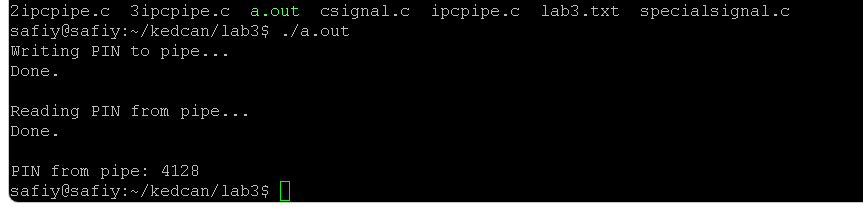 2ipcpipe.c 3ipcpipe.c a.out csignal.c ipcpipe.c lab3.txt specialsignal.c
safiy@safiy:~/kedcan/lab3$ ./a.out
Writing PIN to pipe...
Done.
Reading PIN from pipe...
Done.
PIN from pipe: 4128
safiy@safiy:~/kedcan/lab3$